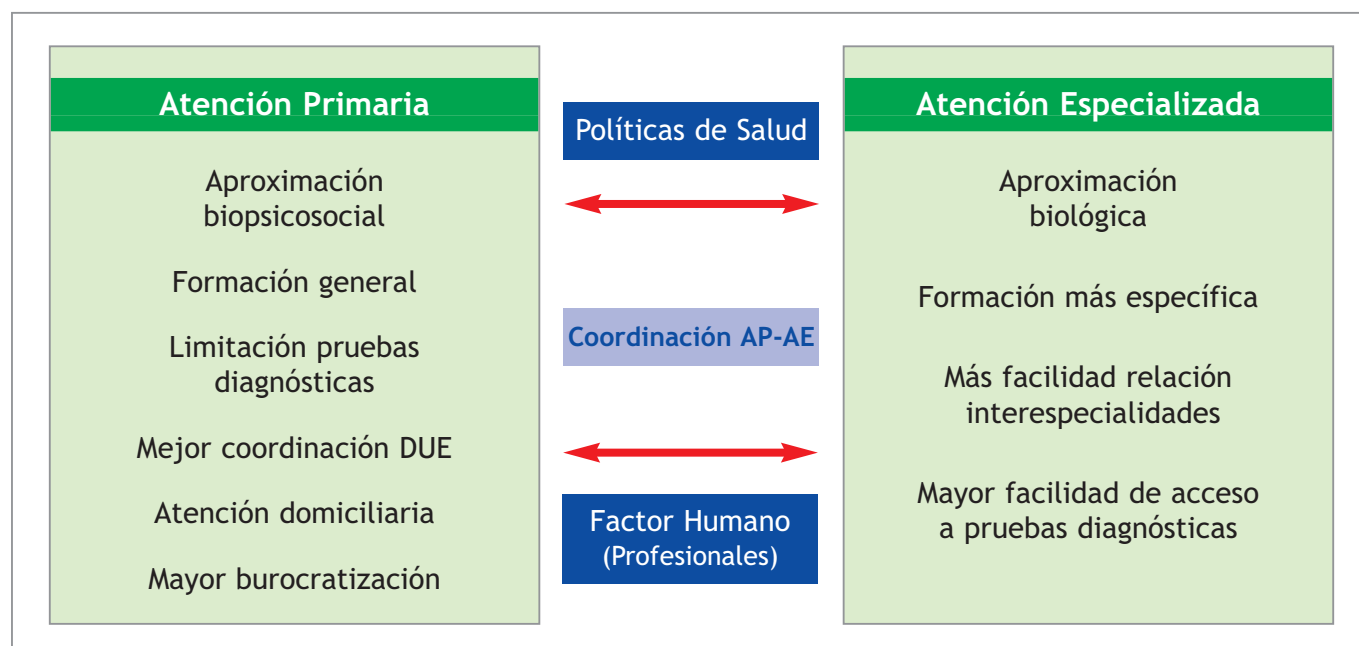 Atención Primaria
Aproximación
biopsicosocial
Formación general
Limitación pruebas
diagnósticas
Mejor coordinación DUE
Atención domiciliaria
Mayor burocratización
Políticas de Salud
Coordinación AP-AE
Factor Humano
(Profesionales)
Atención Especializada
Aproximación
biológica
Formación más específica
Más facilidad relación
interespecialidades
Mayor facilidad de acceso
a pruebas diagnósticas